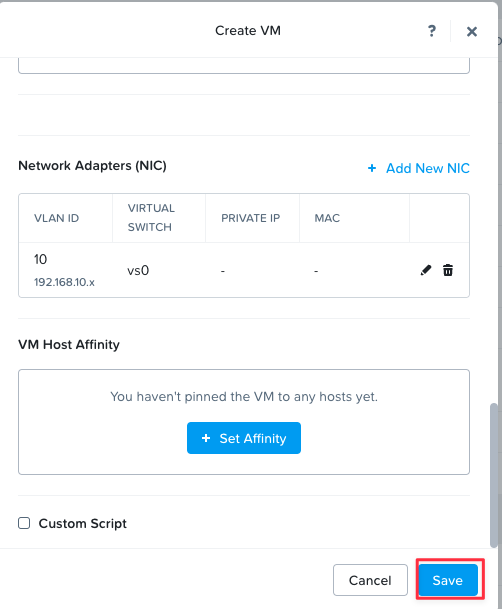 Create VM
?
Network Adapters (NIC)
+ Add New NIC
VLAN ID
VIRTUAL SWITCH
PRIVATE IP
MAC
10
192.168.10.x
vs0
-
-
VM Host Affinity
You haven't pinned the VM to any hosts yet.
+ Set Affinity
Custom Script
Cancel
Save